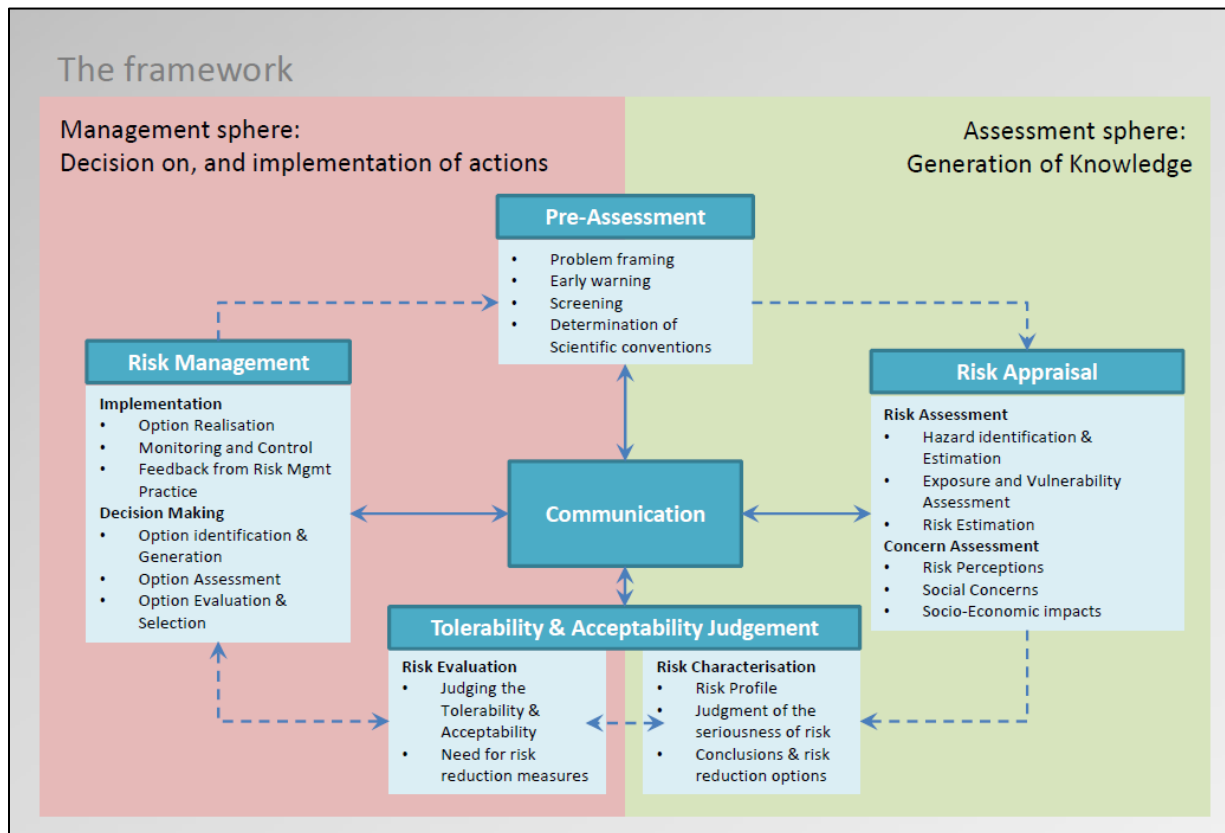 The framework
Management sphere:
Decision on, and implementation of actions
Assessment sphere:
Generation of Knowledge
Pre-Assessment
• Problem framing
• Early warning
• Screening
• Determination of
Scientific conventions
Risk Management
Implementation
• Option Realisation
• Monitoring and Control
• Feedback from Risk Mgmt
Practice
Decision Making
• Option identification &
Generation
• Option Assessment
• Option Evaluation &
Selection
Communication
Risk Appraisal
Risk Assessment
• Hazard identification &
Estimation
• Exposure and Vulnerability
Assessment
• Risk Estimation
Concern Assessment
• Risk Perceptions
• Social Concerns
• Socio-Economic impacts
Tolerability & Acceptability Judgement
Risk Evaluation
• Judging the
Tolerability &
Acceptability
• Need for risk
reduction measures
Risk Characterisation
• Risk Profile
• Judgment of the
seriousness of risk
• Conclusions & risk
reduction options